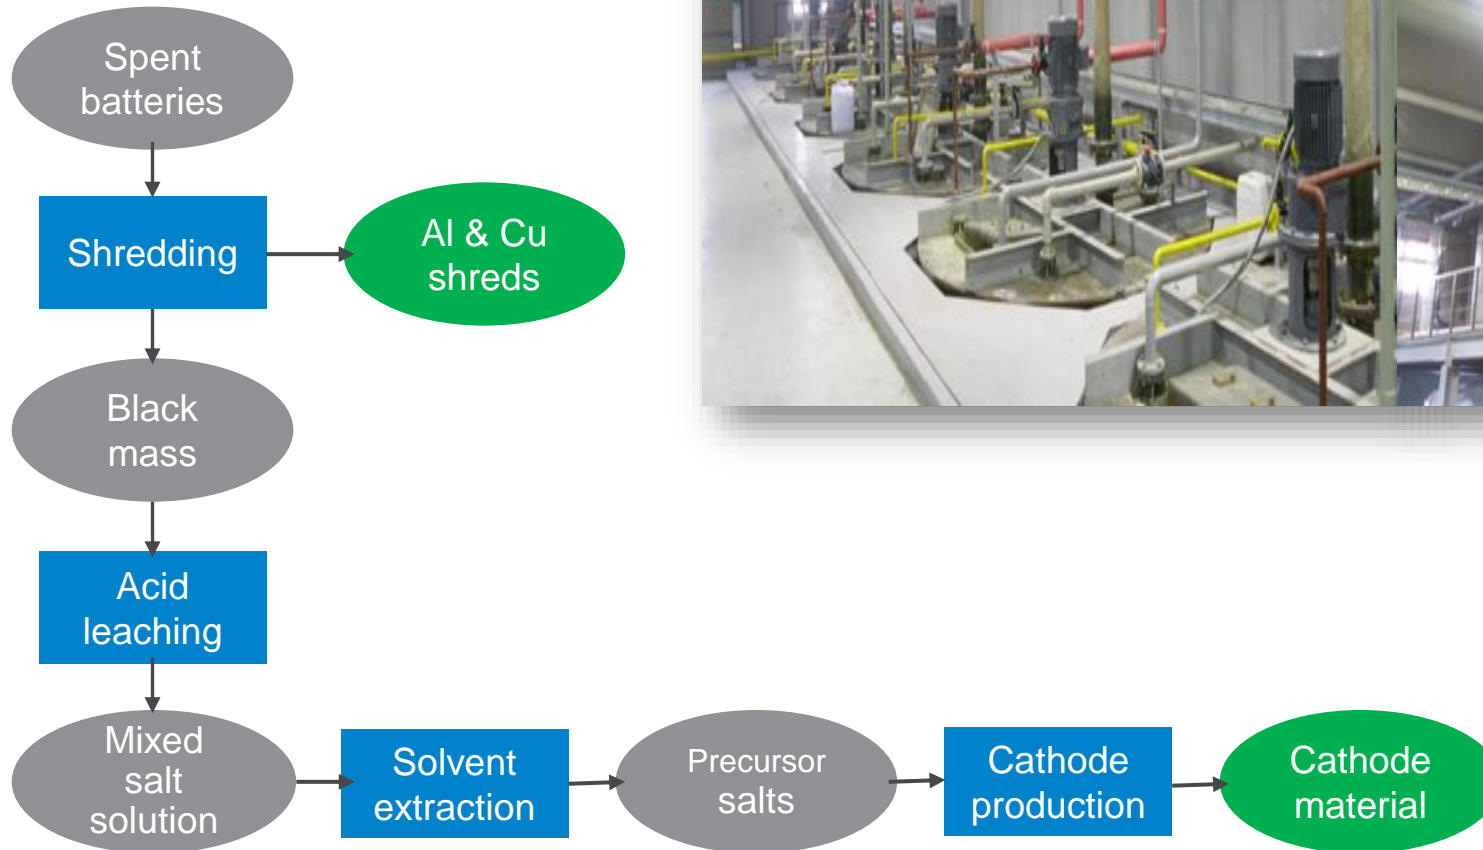 Spent
batteries
Shredding
Al & Cu
shreds
Black
mass
Acid
leaching
Mixed
salt
solution
Solvent
extraction
Precursor
salts
Cathode
production
Cathode
material